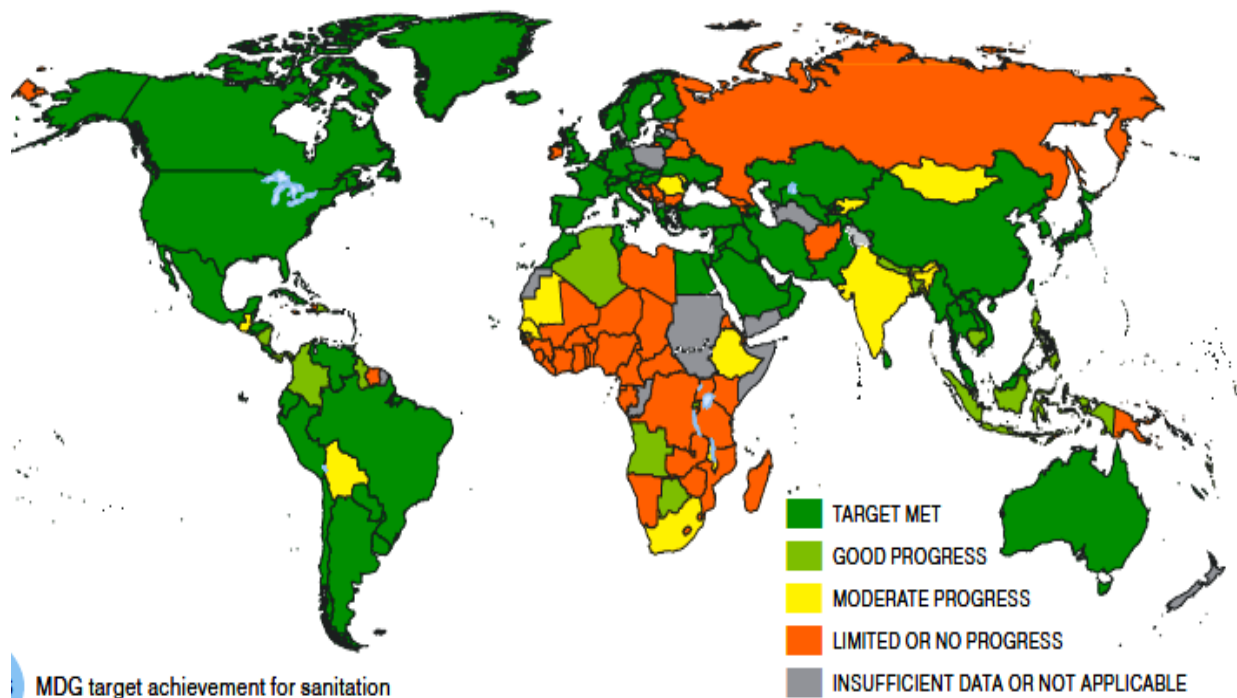 TARGET MET
GOOD PROGRESS
MODERATE PROGRESS
LIMITED OR NO PROGRESS
INSUFFICIENT DATA OR NOT APPLICABLE
MDG target achievement for sanitation